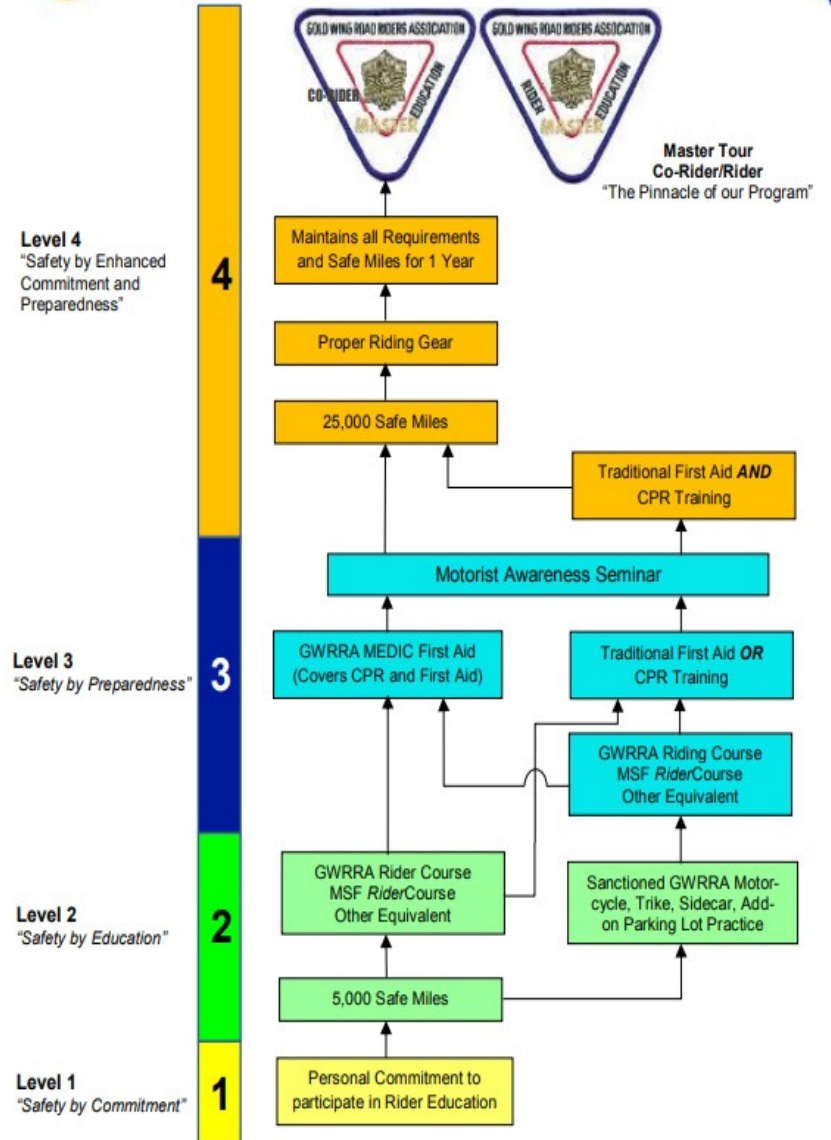 GOLD WING ROAD RIDERS ASSOCIATION
CO-RIDER
EDUCATION
MASTER
GOLD WING ROAD RIDERS ASSOCIATION
RIDER
EDUCATION
MASTER
Master Tour
Co-Rider/Rider
"The Pinnacle of our Program"
Level 4
"Safety by Enhanced
Commitment and
Preparedness"
4
Maintains all Requirements
and Safe Miles for 1 Year
Proper Riding Gear
25,000 Safe Miles
Traditional First Aid AND
CPR Training
Motorist Awareness Seminar
Level 3
"Safety by Preparedness"
3
GWRRA MEDIC First Aid
(Covers CPR and First Aid)
Traditional First Aid OR
CPR Training
GWRRA Riding Course
MSF RiderCourse
Other Equivalent
Level 2
"Safety by Education"
2
GWRRA Rider Course
MSF RiderCourse
Other Equivalent
Sanctioned GWRRA Motor-
cycle, Trike, Sidecar, Add-
on Parking Lot Practice
5,000 Safe Miles
Level 1
"Safety by Commitment"
1
Personal Commitment to
participate in Rider Education